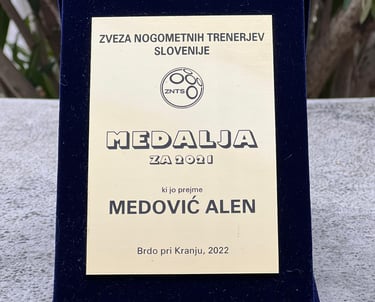 ZVEZA NOGOMETNIH TRENERJEV
SLOVENIJE
ZNTS
MEDALJA
ZA 2021
ki jo prejme
MEDOVIĆ ALEN
Brdo pri Kranju, 2022